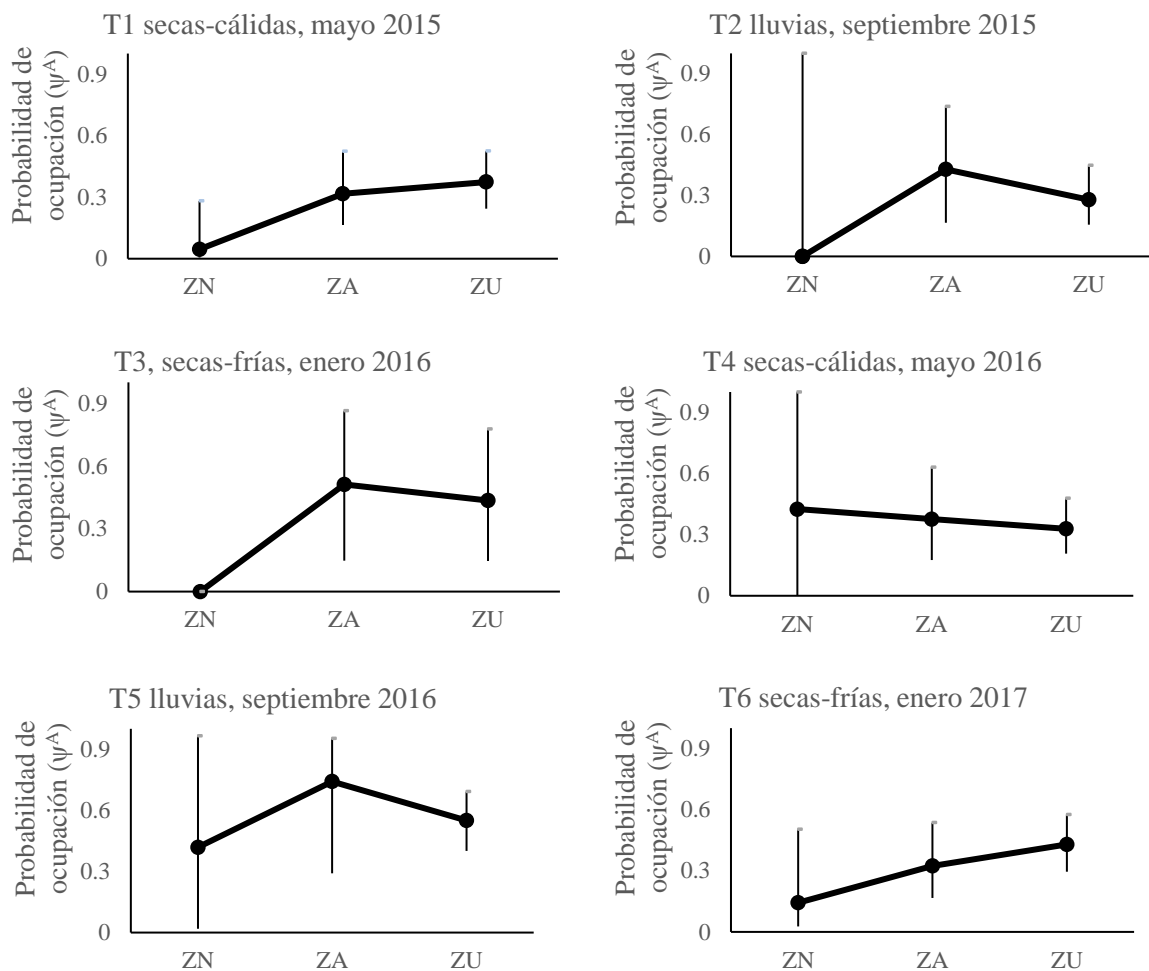 T1 secas-cálidas, mayo 2015
Probabilidad de
ocupación (ψᴬ)
0.9
0.6
0.3
0
ZN ZA ZU
T2 lluvias, septiembre 2015
Probabilidad de
ocupación (ψᴬ)
0.9
0.6
0.3
0
ZN ZA ZU
T3, secas-frías, enero 2016
Probabilidad de
ocupación (ψᴬ)
0.9
0.6
0.3
0
ZN ZA ZU
T4 secas-cálidas, mayo 2016
Probabilidad de
ocupación (ψᴬ)
0.9
0.6
0.3
0
ZN ZA ZU
T5 lluvias, septiembre 2016
Probabilidad de
ocupación (ψᴬ)
0.9
0.6
0.3
0
ZN ZA ZU
T6 secas-frías, enero 2017
Probabilidad de
ocupación (ψᴬ)
0.9
0.6
0.3
0
ZN ZA ZU